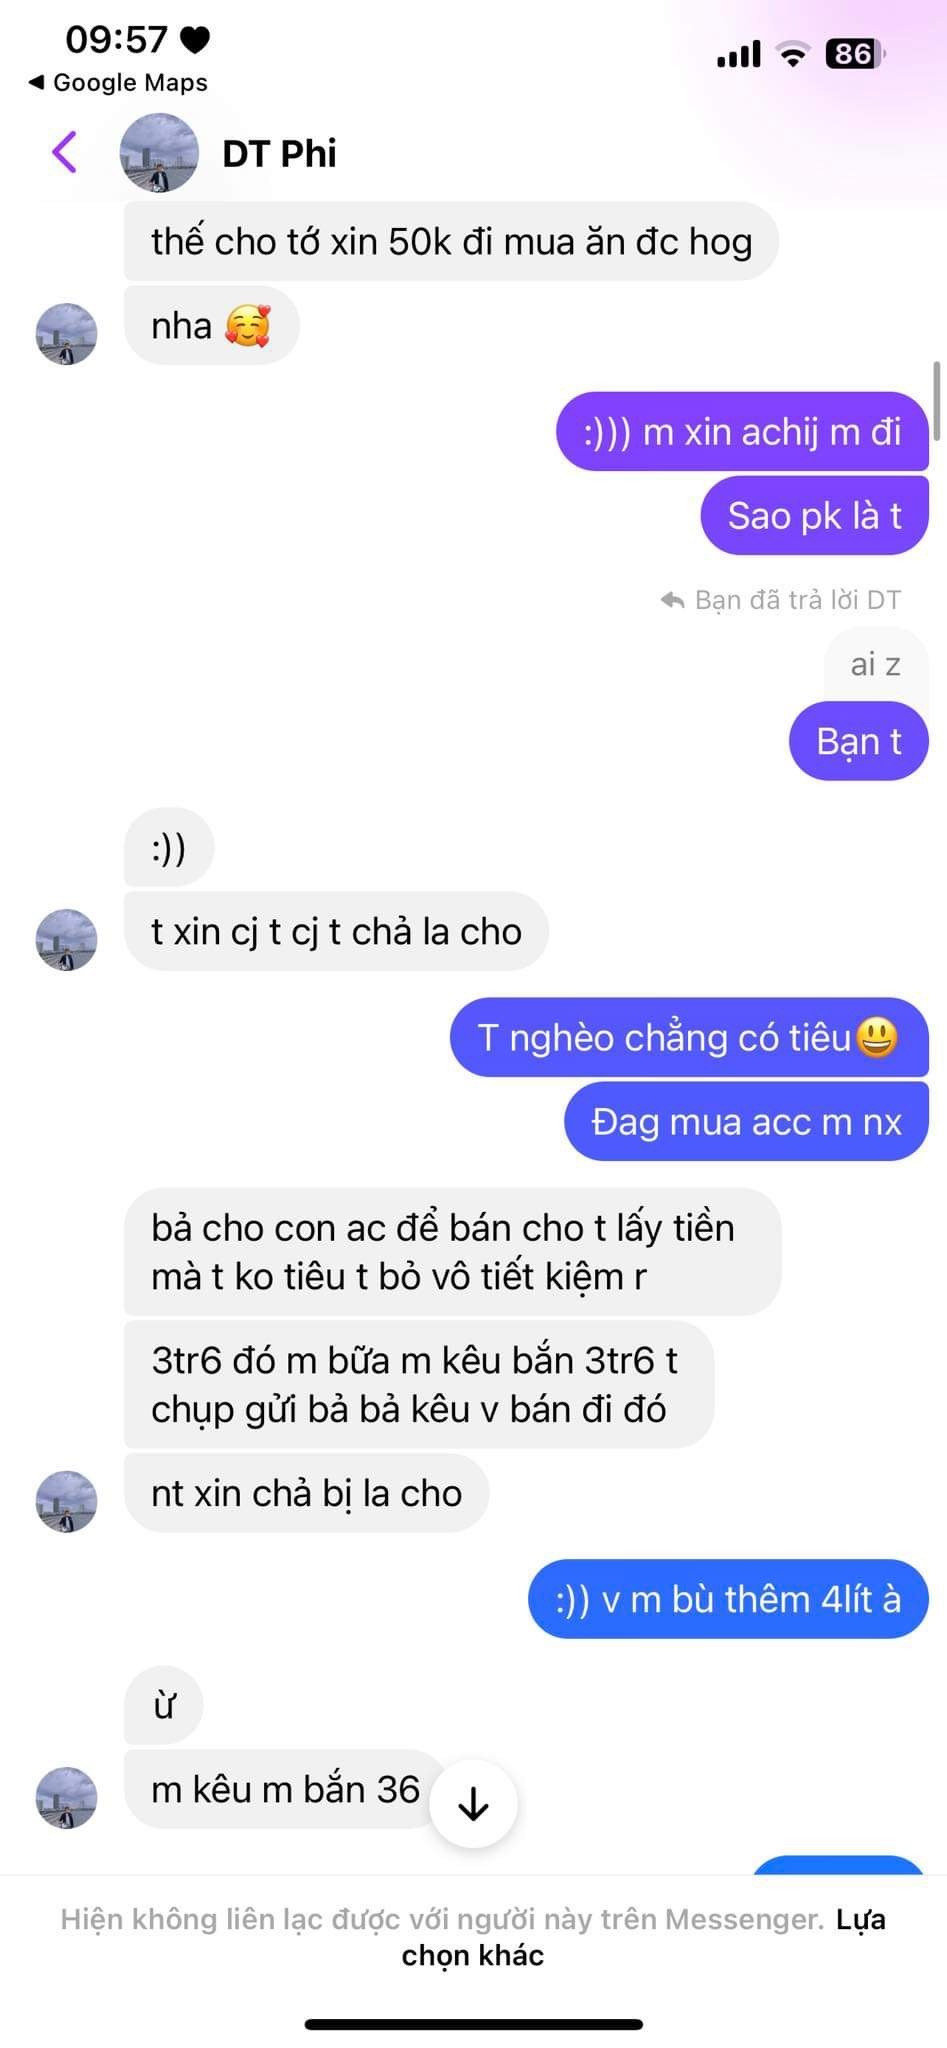 09:57
Google Maps
86
DT Phi
thế cho tớ xin 50k đi mua ăn đc hog
nha 🥰
:))) m xin achij m đi
Sao pk là t
Bạn đã trả lời DT
ai z
Bạn t
:))
t xin cj t cj t chả la cho
T nghèo chẳng có tiêu😃
Đag mua acc m nx
bả cho con ac để bán cho t lấy tiền
mà t ko tiêu t bỏ vô tiết kiệm r
3tr6 đó m bữa m kêu bắn 3tr6 t
chụp gửi bả bả kêu v bán đi đó
nt xin chả bị la cho
:)) v m bù thêm 4lít à
ừ
m kêu m bắn 36
Hiện không liên lạc được với người này trên Messenger. Lựa
chọn khác